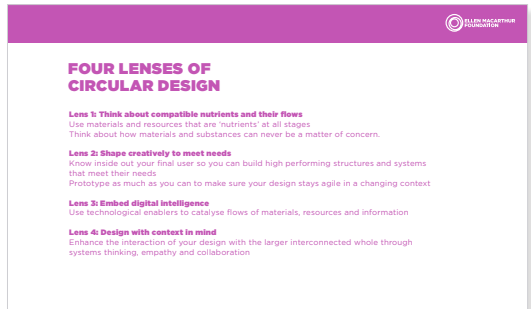 ELLEN MACARTHUR
FOUNDATION
FOUR LENSES OF
CIRCULAR DESIGN
Lens 1: Think about compatible nutrients and their flows
Use materials and resources that are 'nutrients' at all stages
Think about how materials and substances can never be a matter of concern.
Lens 2: Shape creatively to meet needs
Know inside out your final user so you can build high performing structures and systems
that meet their needs
Prototype as much as you can to make sure your design stays agile in a changing context
Lens 3: Embed digital intelligence
Use technological enablers to catalyse flows of materials, resources and information
Lens 4: Design with context in mind
Enhance the interaction of your design with the larger interconnected whole through
systems thinking, empathy and collaboration